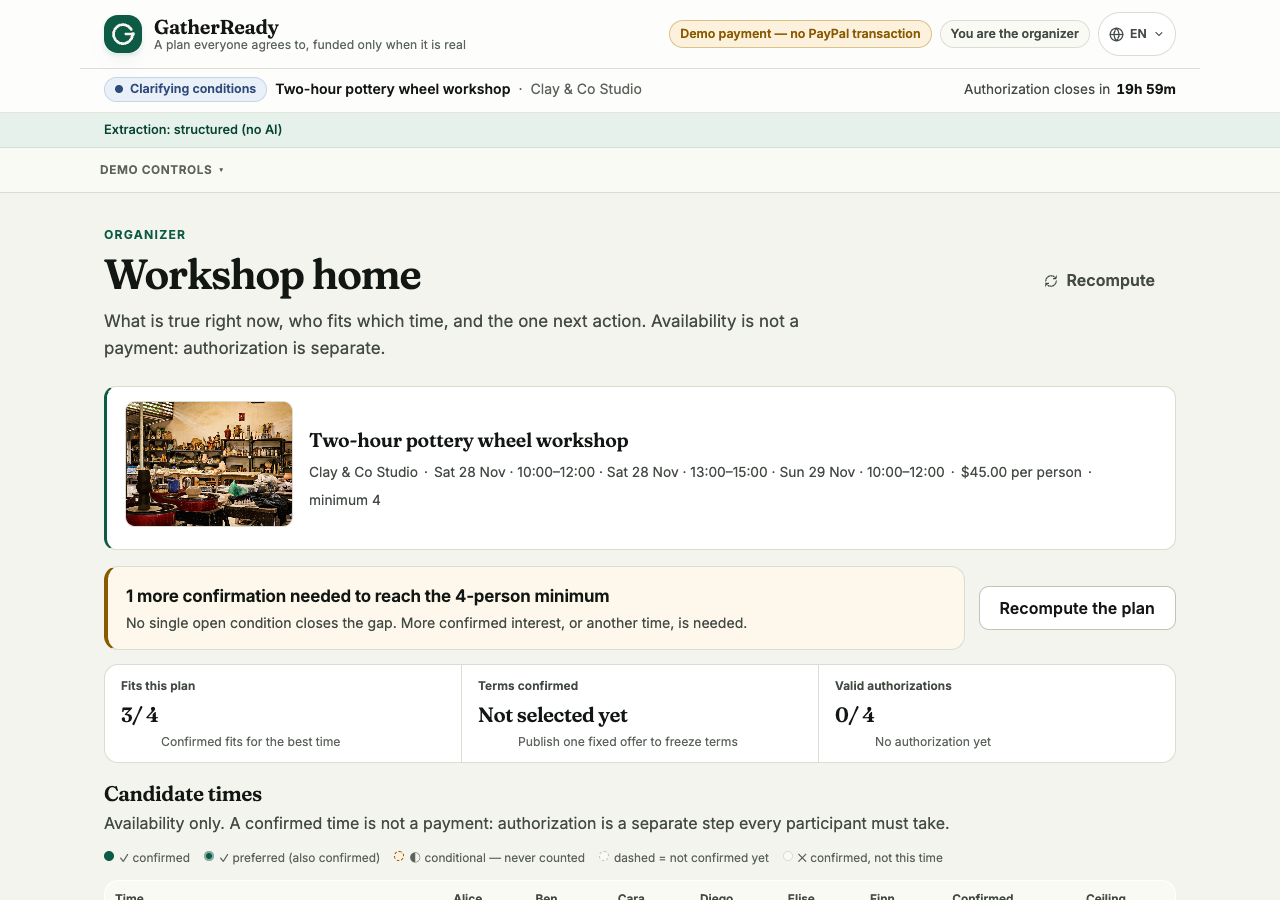 GatherReady
A plan everyone agrees to, funded only when it is real
Demo payment — no PayPal transaction
You are the organizer
EN
Clarifying conditions
Two-hour pottery wheel workshop · Clay & Co Studio
Authorization closes in 19h 59m
Extraction: structured (no AI)
DEMO CONTROLS ▾
ORGANIZER
Workshop home
Recompute
What is true right now, who fits which time, and the one next action. Availability is not a
payment: authorization is separate.
Two-hour pottery wheel workshop
Clay & Co Studio · Sat 28 Nov · 10:00–12:00 · Sat 28 Nov · 13:00–15:00 · Sun 29 Nov · 10:00–12:00 · $45.00 per person ·
minimum 4
1 more confirmation needed to reach the 4-person minimum
No single open condition closes the gap. More confirmed interest, or another time, is needed.
Recompute the plan
Fits this plan
3/ 4
Confirmed fits for the best time
Terms confirmed
Not selected yet
Publish one fixed offer to freeze terms
Valid authorizations
0/ 4
No authorization yet
Candidate times
Availability only. A confirmed time is not a payment: authorization is a separate step every participant must take.
✓ confirmed ✓ preferred (also confirmed) ◐ conditional — never counted dashed = not confirmed yet ✕ confirmed, not this time
Time Alice Ben Cara Diego Elise Finn Confirmed Ceiling